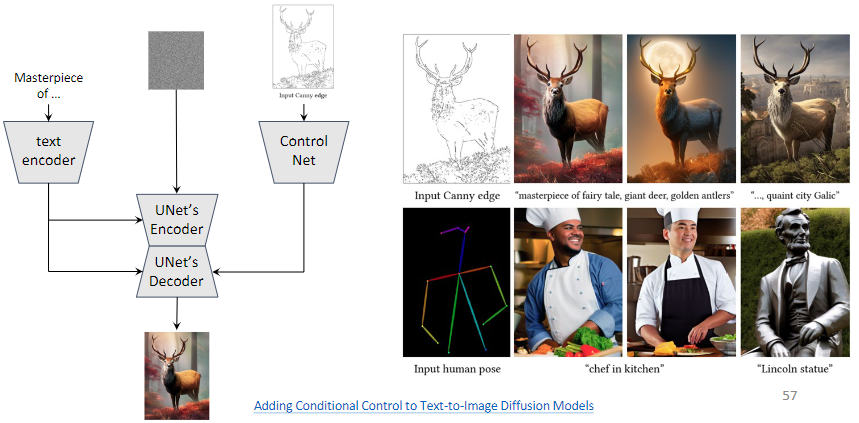 Masterpiece
of ...
text
encoder
Input Canny edge
Control
Net
UNet's
Encoder
UNet's
Decoder
Input Canny edge
"masterpiece of fairy tale, giant deer, golden antlers"
"..., quaint city Galic"
Input human pose
"chef in kitchen"
"Lincoln statue"
Adding Conditional Control to Text-to-Image Diffusion Models
57